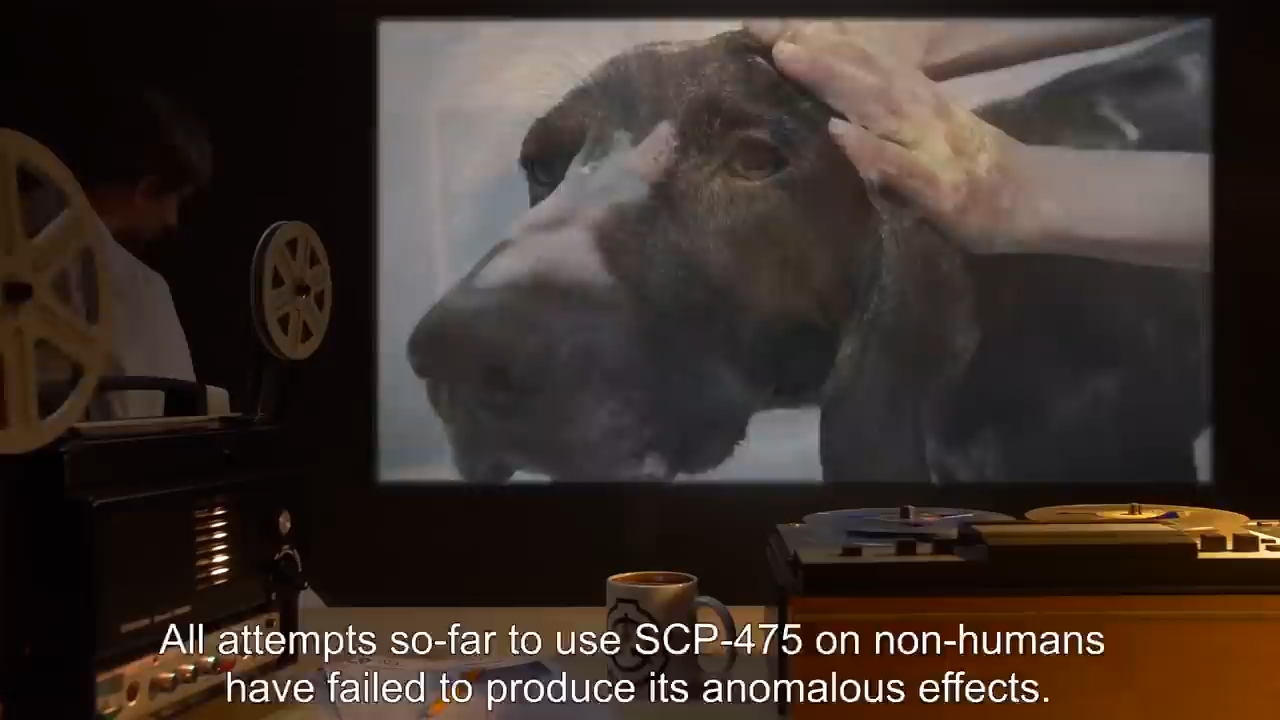 All attempts so-far to use SCP-475 on non-humans
have failed to produce its anomalous effects.